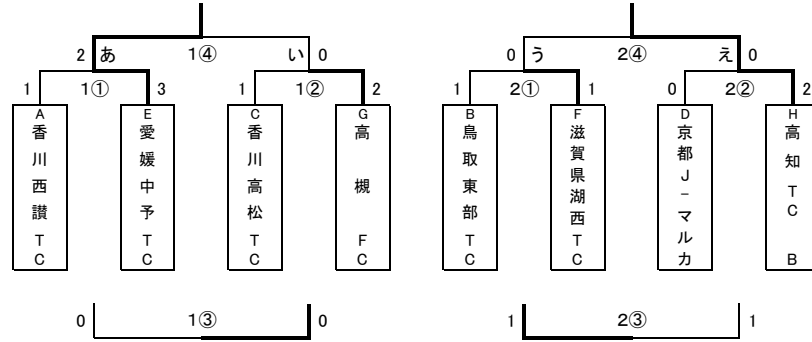 2 あ 1④ い 0 0 う 2④ え 0
1 1① 3 1 1② 2 1 2① 1 0 2② 2
A 香川西讃TC
E 愛媛中予TC
C 香川高松TC
G 高槻FC
B 鳥取東部TC
F 滋賀県湖西TC
D 京都J-マルカ
H 高知TC B
0 1③ 0 1 2③ 1